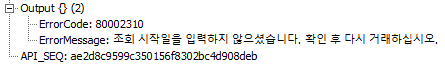 Output {} (2)
ErrorCode: 80002310
ErrorMessage: 조회 시작일을 입력하지 않으셨습니다. 확인 후 다시 거래하십시오.
API_SEQ: ae2d8c9599c350156f8302bc4d908deb